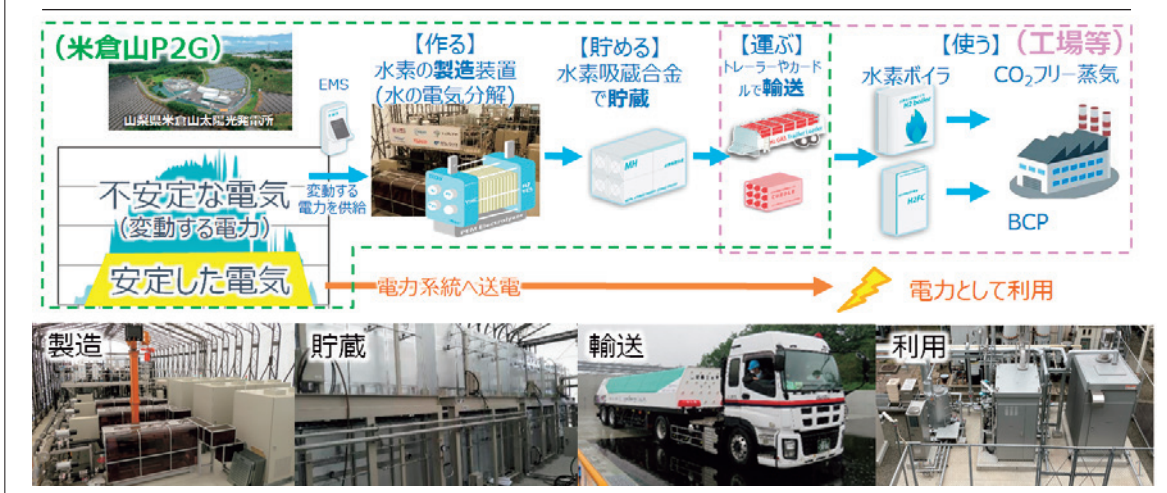 (米倉山P2G)
山梨県米倉山太陽光発電所
EMS
不安定な電気
(変動する電力)
安定した電気
変動する
電力を供給
【作る】
水素の製造装置
(水の電気分解)
【貯める】
水素吸蔵合金
で貯蔵
MH
【運ぶ】
トレーラーやカード
ルで輸送
【使う】(工場等)
水素ボイラ
CO₂フリー蒸気
H2 boiler
H2FC
BCP
電力系統へ送電
電力として利用
製造
貯蔵
輸送
利用